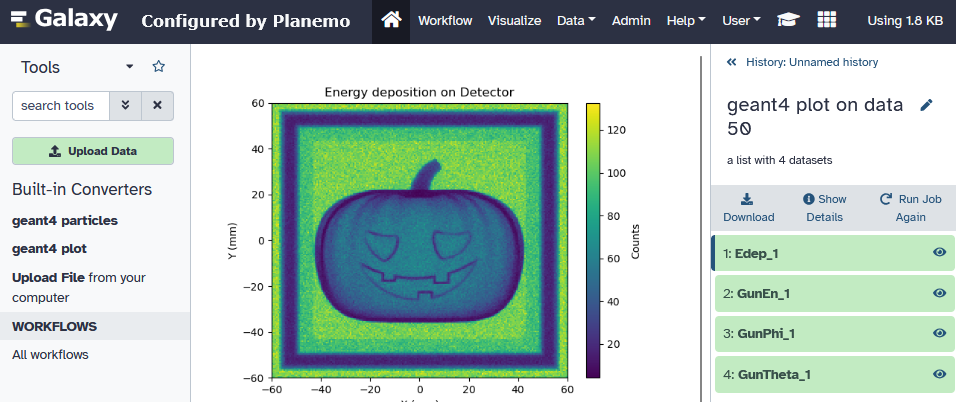 Galaxy Configured by Planemo Workflow Visualize Data Admin Help User Using 1.8 KB
Tools
search tools
Upload Data
Built-in Converters
geant4 particles
geant4 plot
Upload File from your
computer
WORKFLOWS
All workflows
Energy deposition on Detector
Y (mm)
60
40
20
0
−20
−40
−60
−60 −40 −20 0 20 40 60
120
100
80
60
40
20
Counts
History: Unnamed history
geant4 plot on data
50
a list with 4 datasets
Download
Show
Details
Run Job
Again
1: Edep_1
2: GunEn_1
3: GunPhi_1
4: GunTheta_1